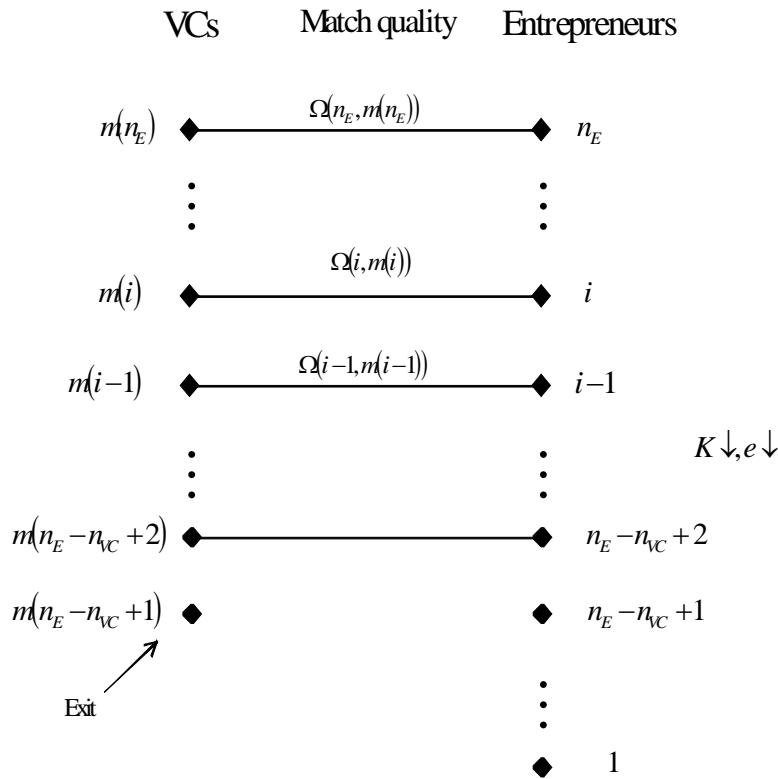 VCs Match quality Entrepreneurs
Ω(n_E, m(n_E))
m(n_E) n_E
Ω(i, m(i))
m(i) i
Ω(i−1, m(i−1))
m(i−1) i−1
K↓, e↓
m(n_E−n_VC+2) n_E−n_VC+2
m(n_E−n_VC+1) n_E−n_VC+1
Exit
1